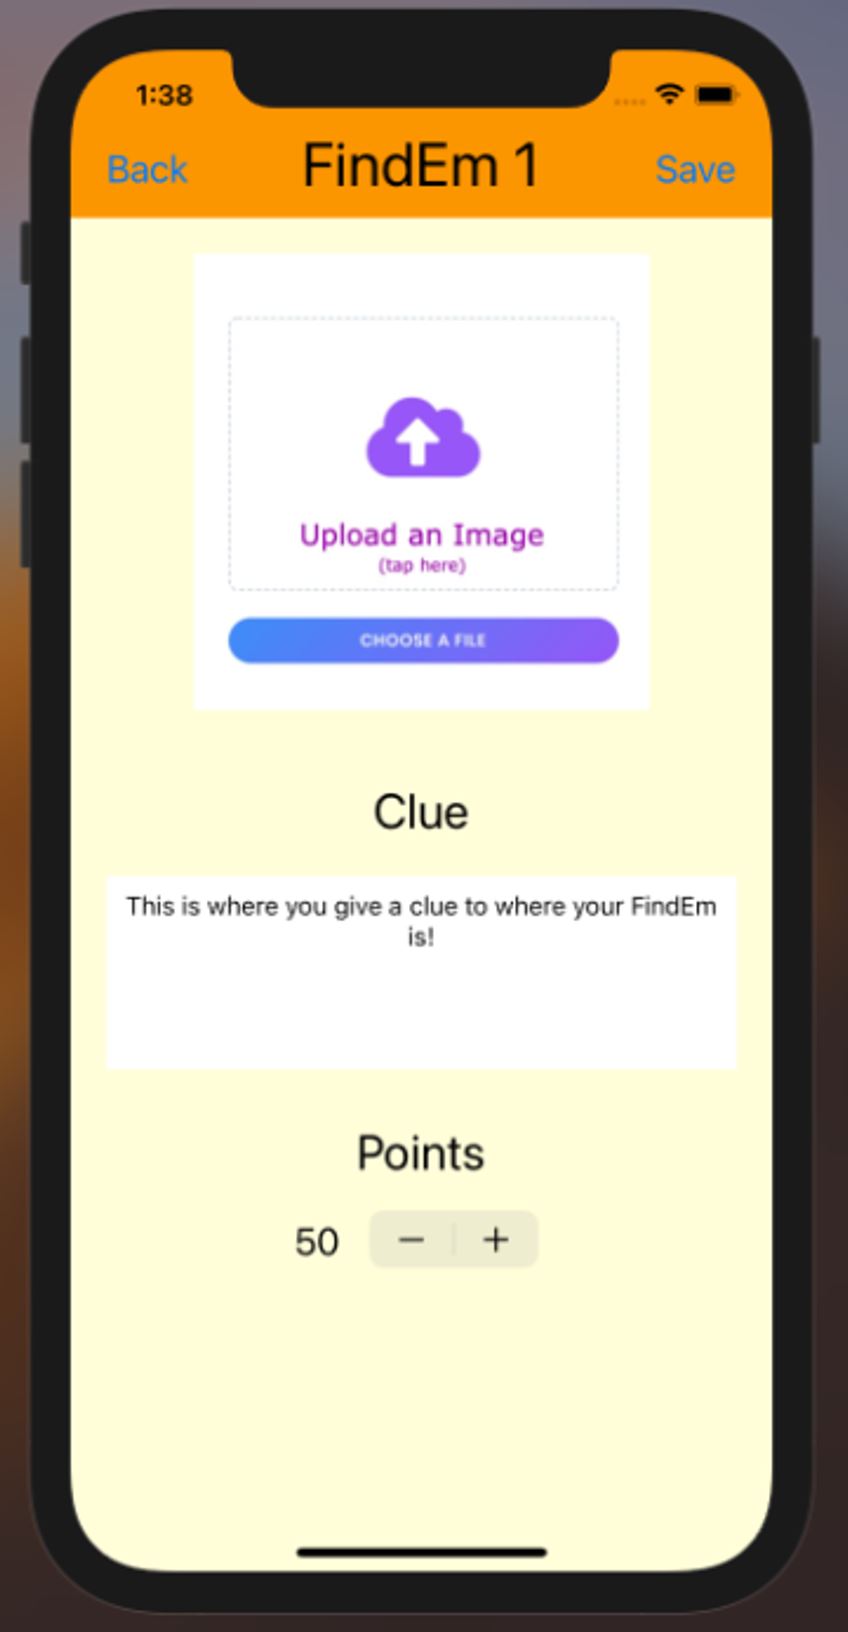 1:38
Back FindEm 1 Save
Upload an Image
(tap here)
CHOOSE A FILE
Clue
This is where you give a clue to where your FindEm
is!
Points
50 − +